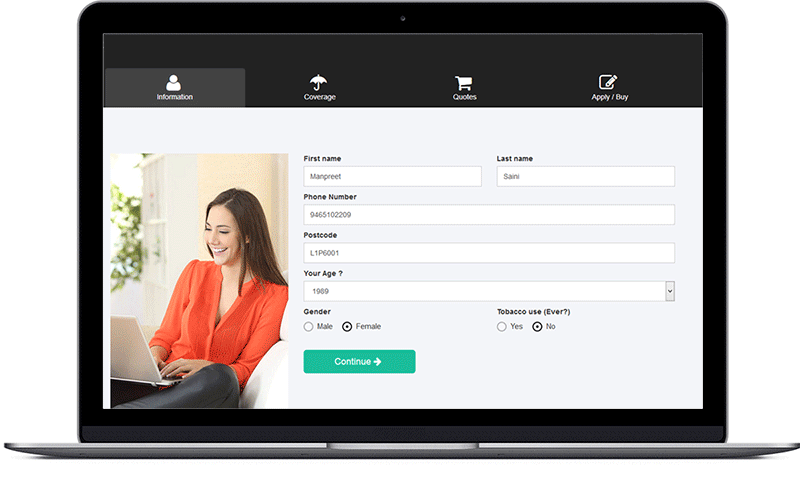 Information Coverage Quotes Apply / Buy
First name Last name
Manpreet Saini
Phone Number
9465102209
Postcode
L1P6001
Your Age ?
1989
Gender Tobacco use (Ever?)
Male Female Yes No
Continue